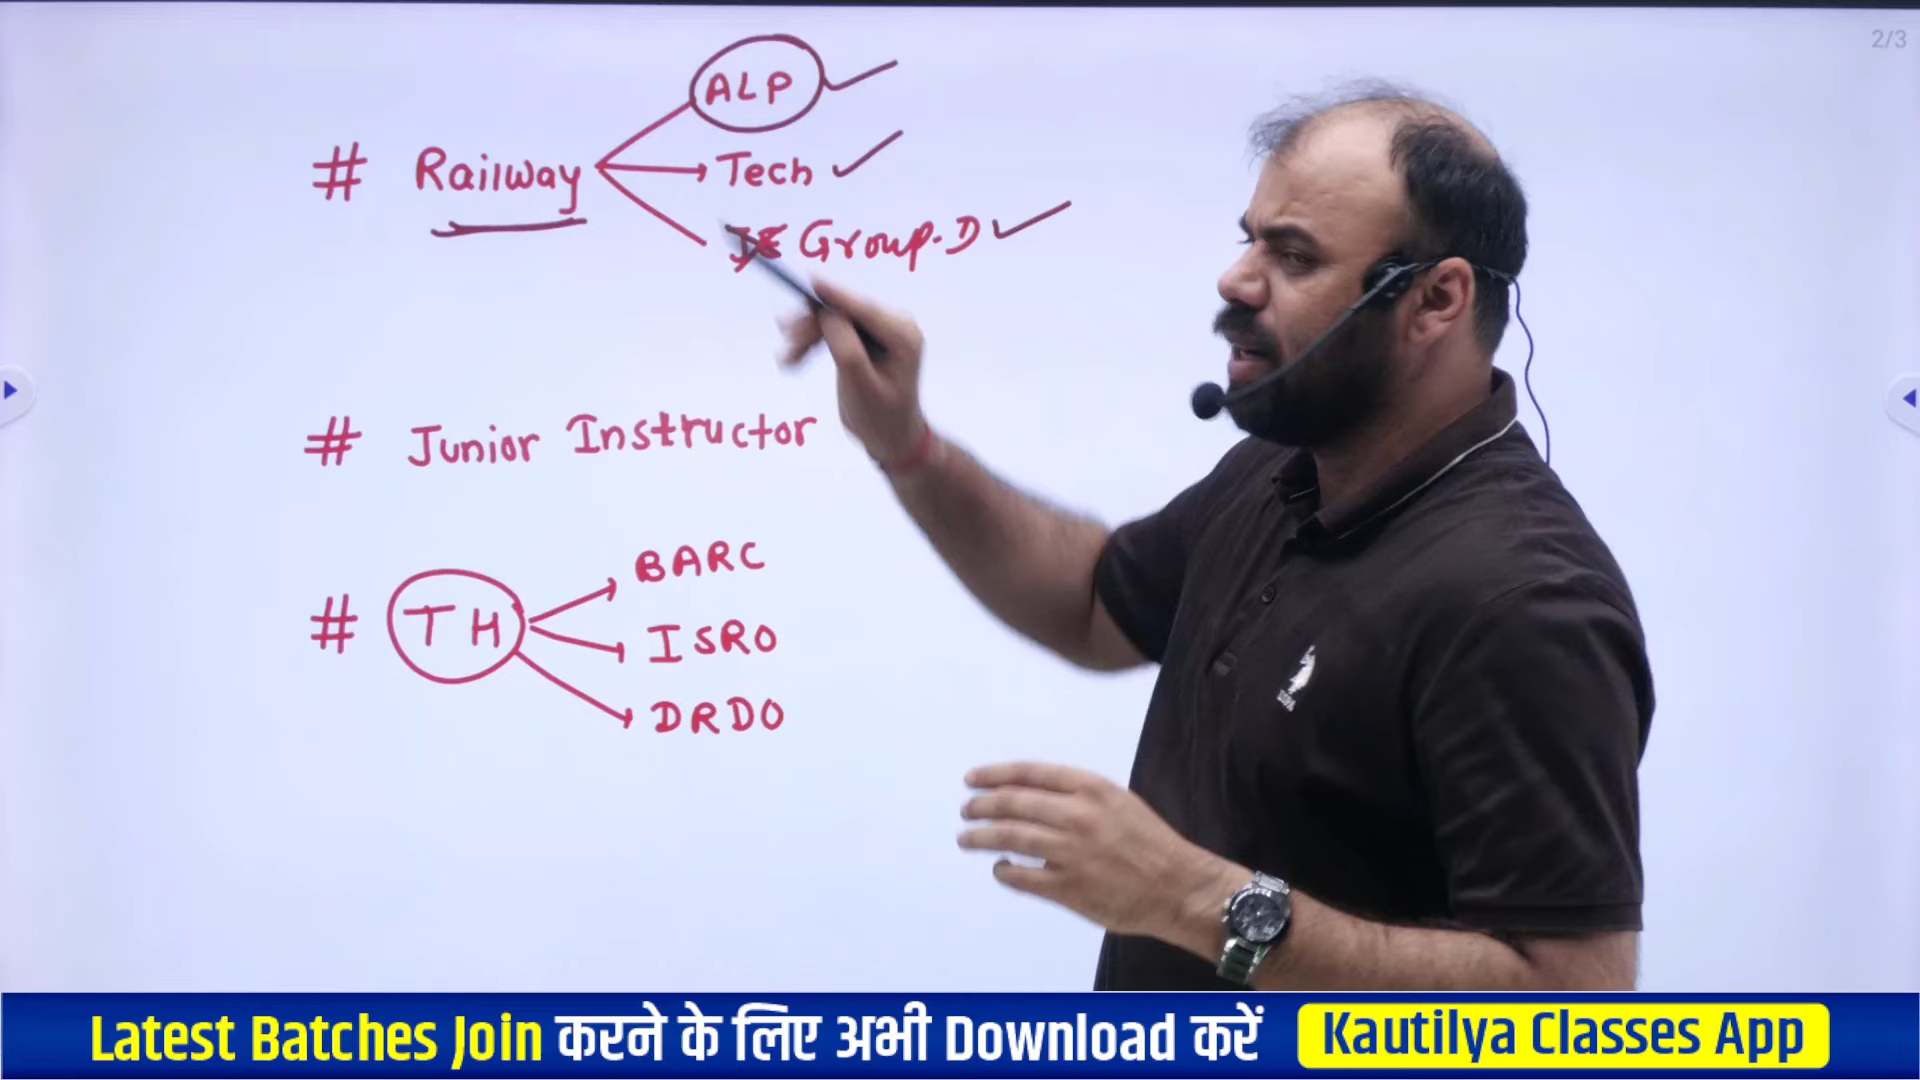 2/3
ALP
# Railway
Tech
Group-D
# Junior Instructor
BARC
# TH
ISRO
DRDO
Latest Batches Join करने के लिए अभी Download करें Kautilya Classes App